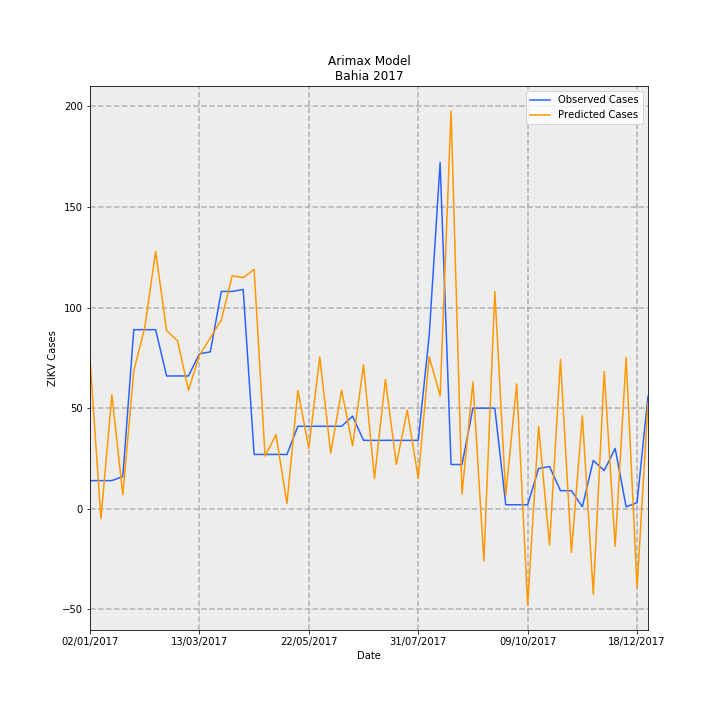 Arimax Model
Bahia 2017
Observed Cases
Predicted Cases
200
150
100
50
0
−50
ZIKV Cases
02/01/2017 13/03/2017 22/05/2017 31/07/2017 09/10/2017 18/12/2017
Date